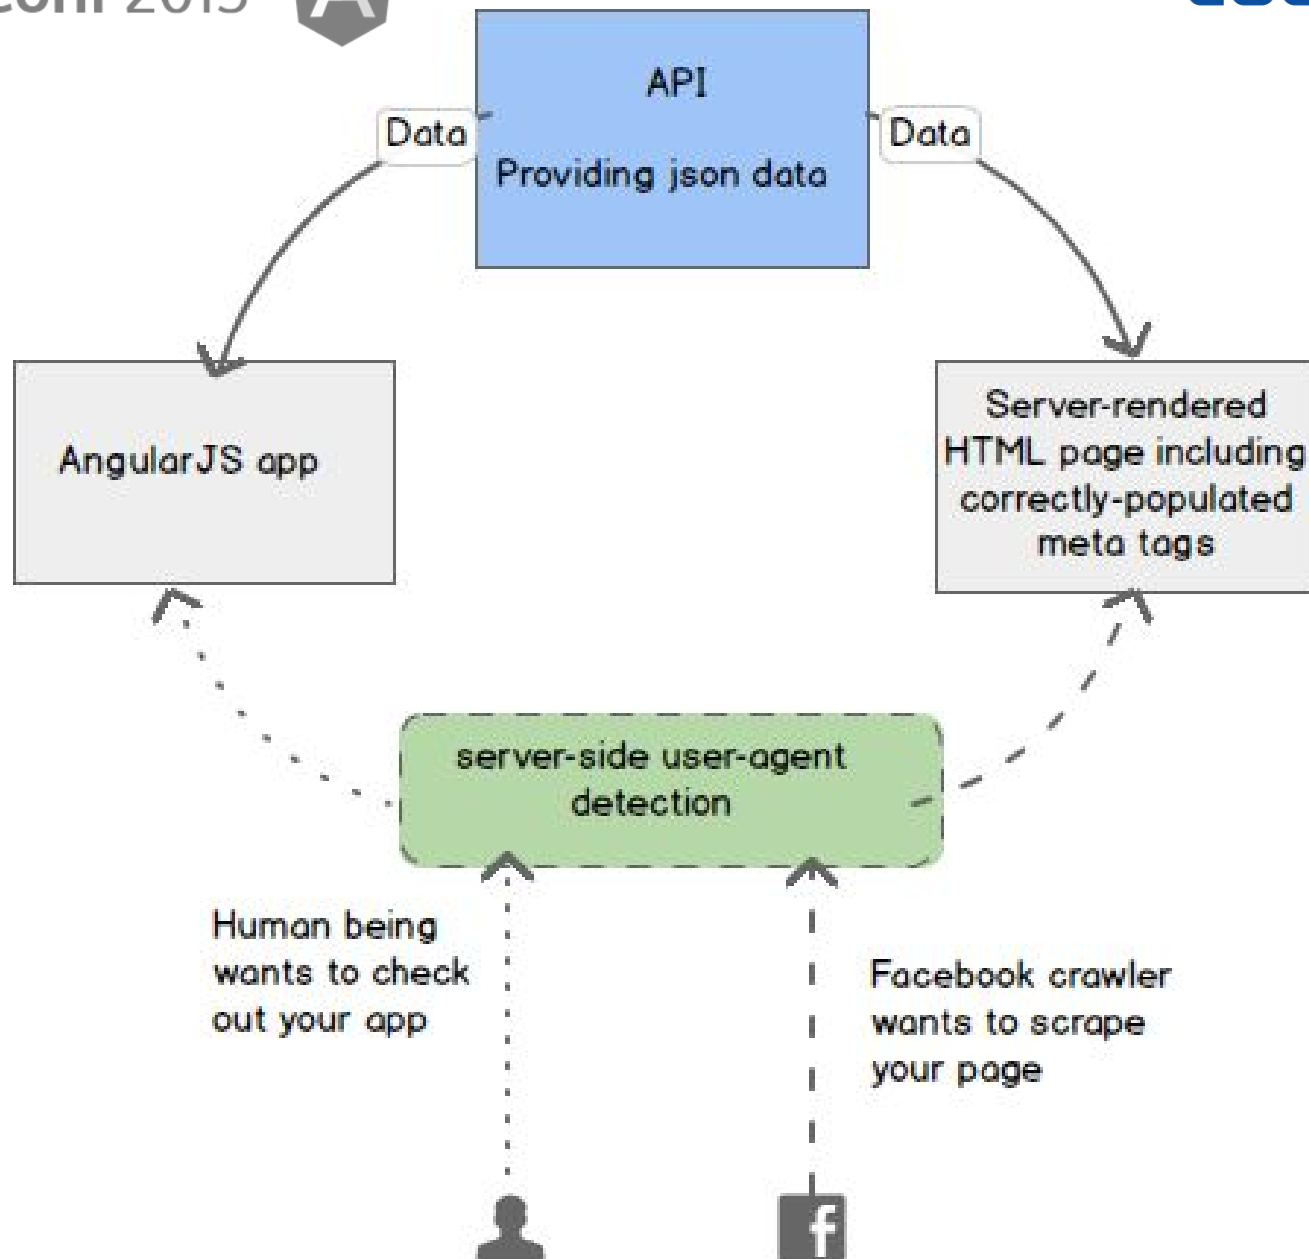 2015
API
Data
Data
Providing json data
AngularJS app
Server-rendered
HTML page including
correctly-populated
meta tags
server-side user-agent
detection
Human being
wants to check
out your app
Facebook crawler
wants to scrape
your page
f